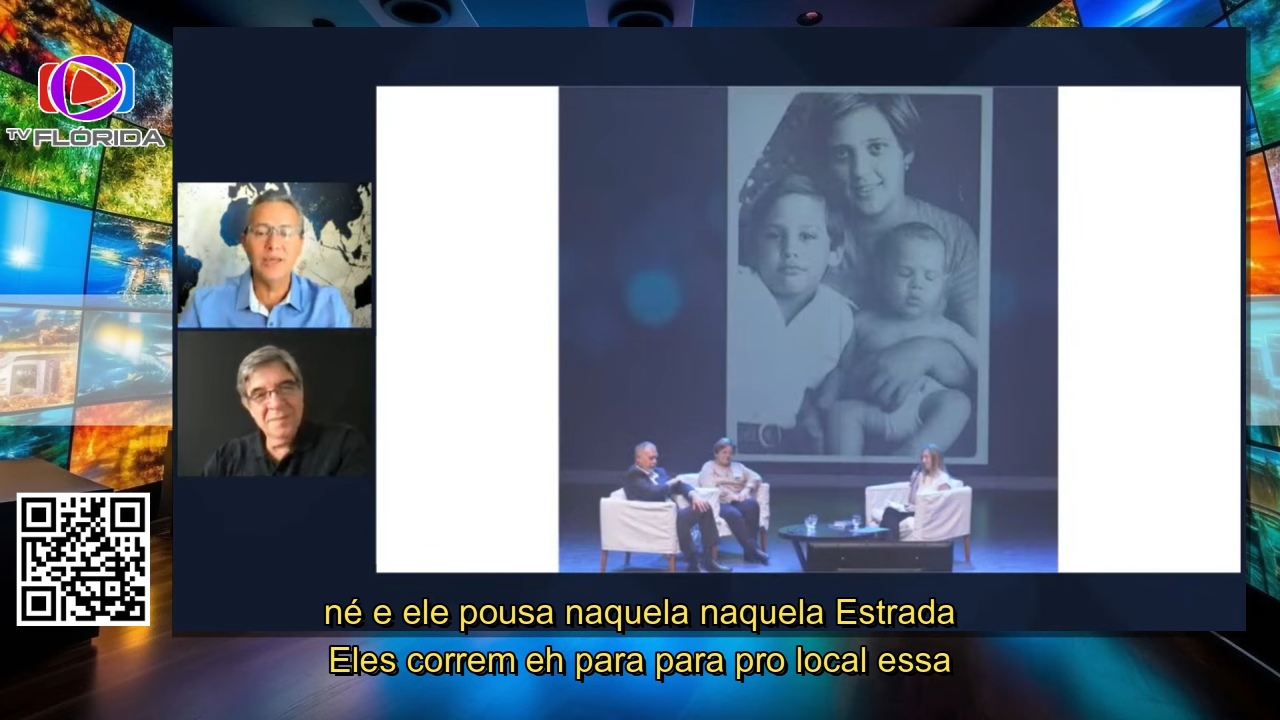 TV FLÓRIDA
né e ele pousa naquela naquela Estrada
Eles correm eh para para pro local essa